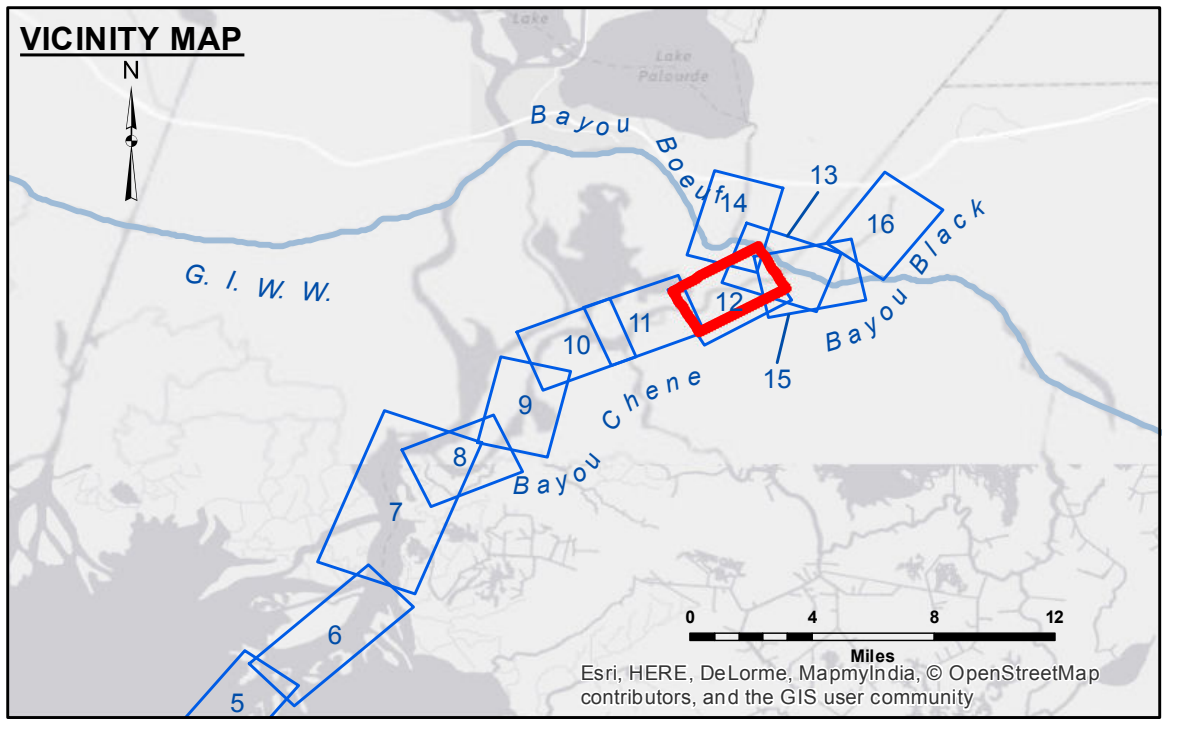 VICINITY MAP
N
Lake
Lake
Palourde
Bayou
Boeuf
G. I. W. W.
13
14
16
Bayou Black
12
11
10
15
9
Bayou Chene
8
7
6
5
0 4 8 12
Miles
Esri, HERE, DeLorme, MapmyIndia, © OpenStreetMap
contributors, and the GIS user community